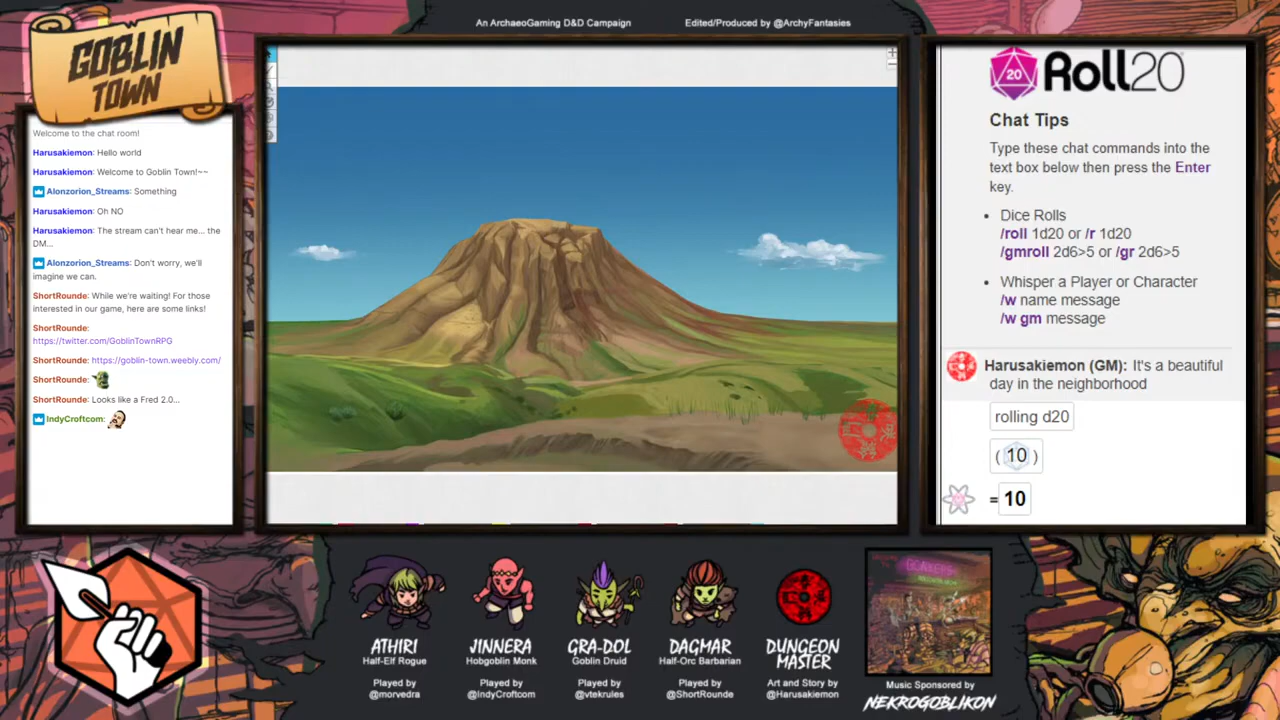 An ArchaeoGaming D&D Campaign
Edited/Produced by @ArchyFantasies
GOBLIN
TOWN
Welcome to the chat room!
Harusakiemon: Hello world
Harusakiemon: Welcome to Goblin Town!~~
Alonzorion_Streams: Something
Harusakiemon: Oh NO
Harusakiemon: The stream can't hear me... the
DM...
Alonzorion_Streams: Don't worry, we'll
imagine we can.
ShortRounde: While we're waiting! For those
interested in our game, here are some links!
ShortRounde:
https://twitter.com/GoblinTownRPG
ShortRounde: https://goblin-town.weebly.com/
ShortRounde:
ShortRounde: Looks like a Fred 2.0...
IndyCroftcom:
20
Roll20
Chat Tips
Type these chat commands into the
text box below then press the Enter
key.
• Dice Rolls
/roll 1d20 or /r 1d20
/gmroll 2d6>5 or /gr 2d6>5
• Whisper a Player or Character
/w name message
/w gm message
Harusakiemon (GM): It's a beautiful
day in the neighborhood
rolling d20
(10)
=10
ATHIRI
Half-Elf Rogue
Played by
@morvedra
JINNERA
Hobgoblin Monk
Played by
@IndyCroftcom
GRA-DOL
Goblin Druid
Played by
@vtekrules
DAGMAR
Half-Orc Barbarian
Played by
@ShortRounde
DUNGEON
MASTER
Art and Story by
@Harusakiemon
Music Sponsored by
NEKROGOBLIKON